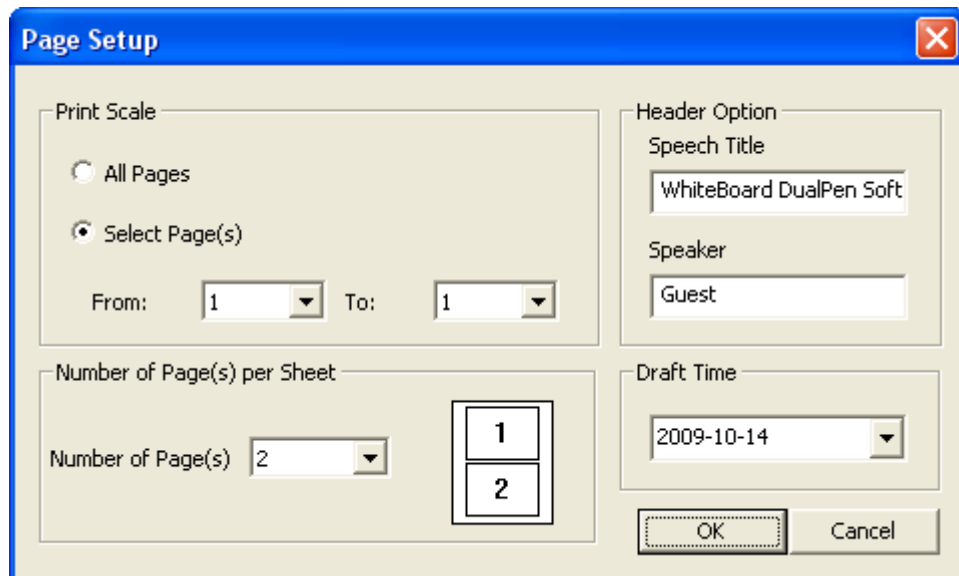 Page Setup
Print Scale
All Pages
Select Page(s)
From: 1 To: 1
Header Option
Speech Title
WhiteBoard DualPen Soft
Speaker
Guest
Number of Page(s) per Sheet
Number of Page(s) 2
1
2
Draft Time
2009-10-14
OK Cancel